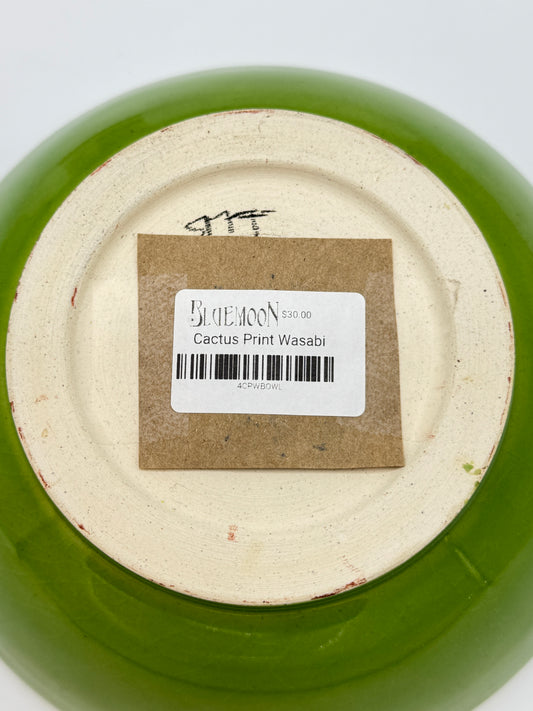 BLUEMOON $30.00
Cactus Print Wasabi
4CPWBOWL